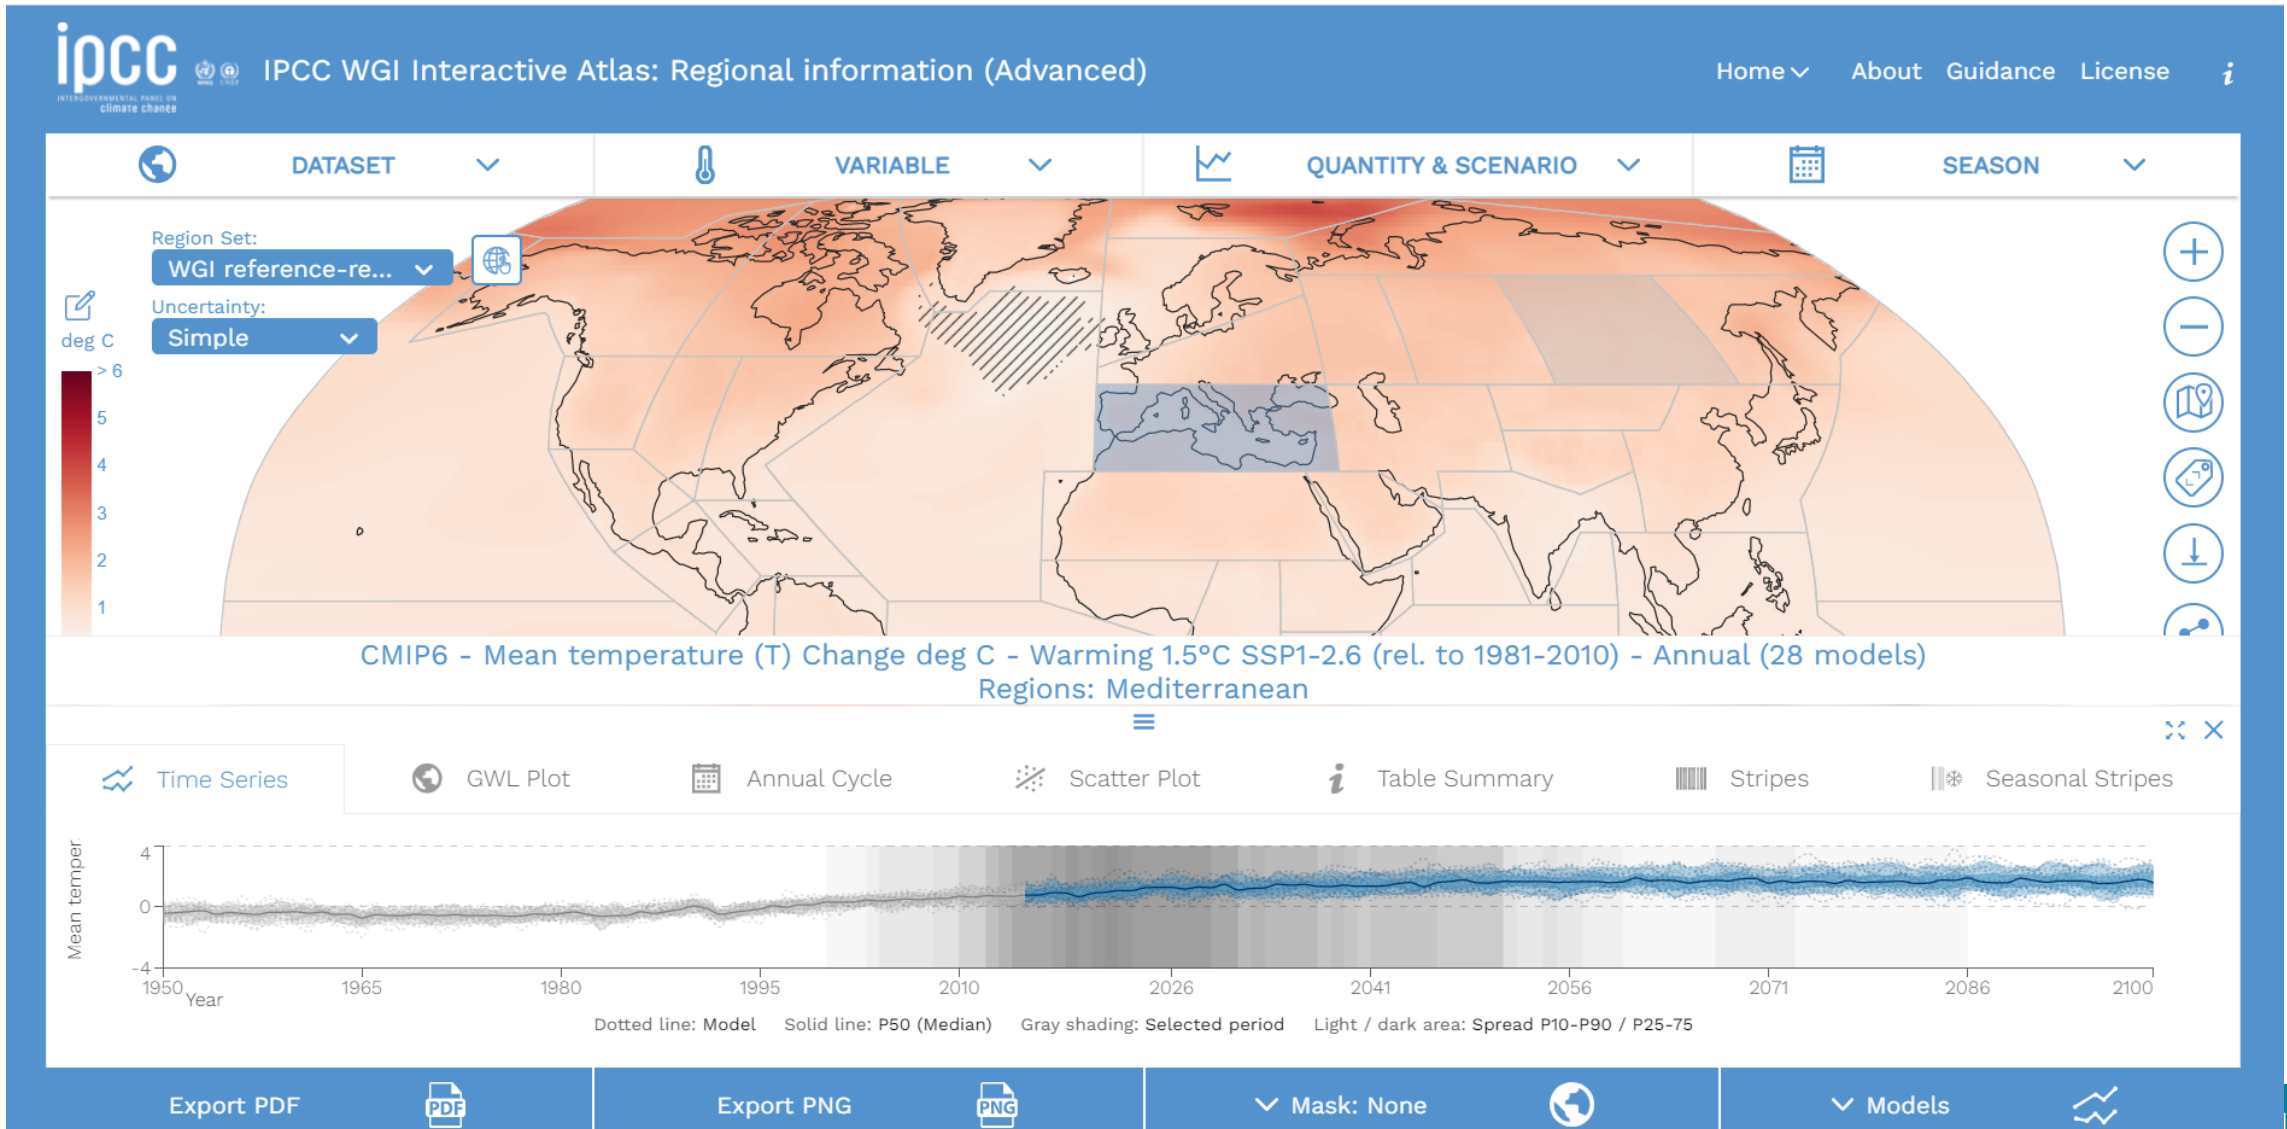 ipcc
INTERGOVERNMENTAL PANEL ON
climate change
IPCC WGI Interactive Atlas: Regional information (Advanced)
Home About Guidance License i
DATASET VARIABLE QUANTITY & SCENARIO SEASON
Region Set:
WGI reference-re...
Uncertainty:
Simple
deg C
> 6
5
4
3
2
1
CMIP6 - Mean temperature (T) Change deg C - Warming 1.5°C SSP1-2.6 (rel. to 1981-2010) - Annual (28 models)
Regions: Mediterranean
Time Series GWL Plot Annual Cycle Scatter Plot Table Summary Stripes Seasonal Stripes
Mean temper
4
0
-4
1950 1965 1980 1995 2010 2026 2041 2056 2071 2086 2100
Year
Dotted line: Model Solid line: P50 (Median) Gray shading: Selected period Light / dark area: Spread P10-P90 / P25-75
Export PDF PDF Export PNG PNG Mask: None Models